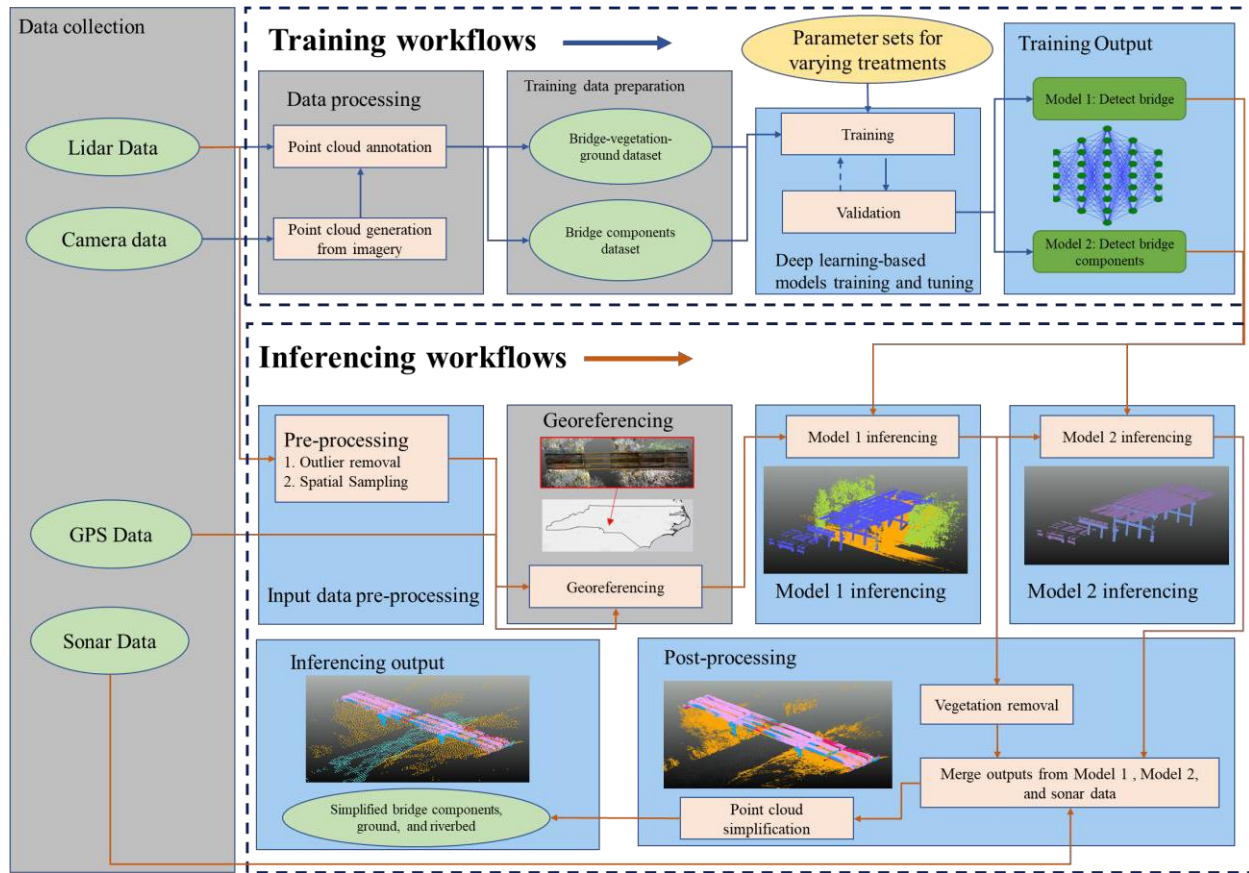 Data collection
Lidar Data
Camera data
GPS Data
Sonar Data
Training workflows
Data processing
Point cloud annotation
Point cloud generation
from imagery
Training data preparation
Bridge-vegetation-
ground dataset
Bridge components
dataset
Parameter sets for
varying treatments
Training
Validation
Deep learning-based
models training and tuning
Training Output
Model 1: Detect bridge
Model 2: Detect bridge
components
Inferencing workflows
Pre-processing
1. Outlier removal
2. Spatial Sampling
Input data pre-processing
Georeferencing
Georeferencing
Model 1 inferencing
Model 1 inferencing
Model 2 inferencing
Model 2 inferencing
Inferencing output
Simplified bridge components,
ground, and riverbed
Post-processing
Vegetation removal
Merge outputs from Model 1 , Model 2,
and sonar data
Point cloud
simplification